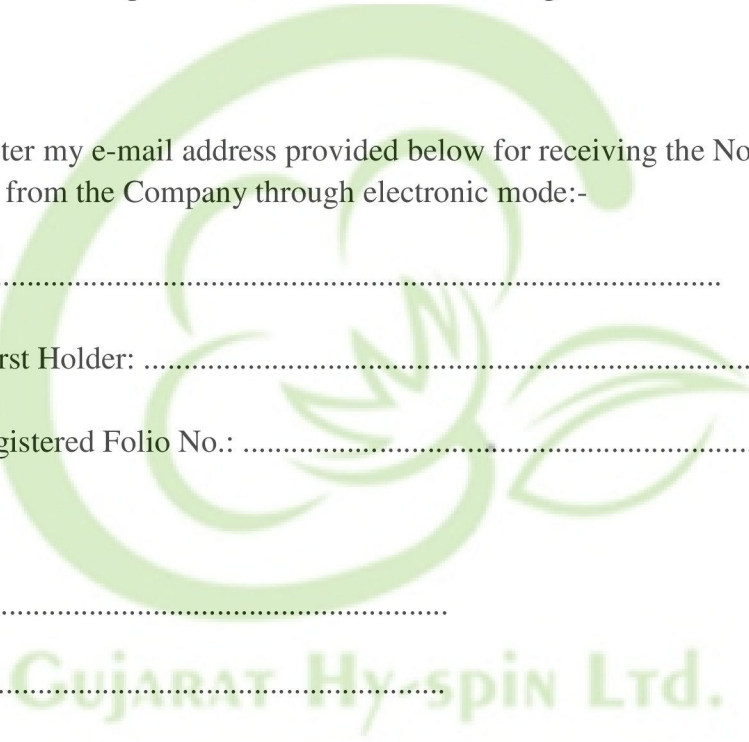 ter my e-mail address provided below for receiving the No
from the Company through electronic mode:-
................................................................................................
rst Holder: ................................................................................
gistered Folio No.: ...................................................................
............................................................
............................................................
Gujarat Hy-spin Ltd.